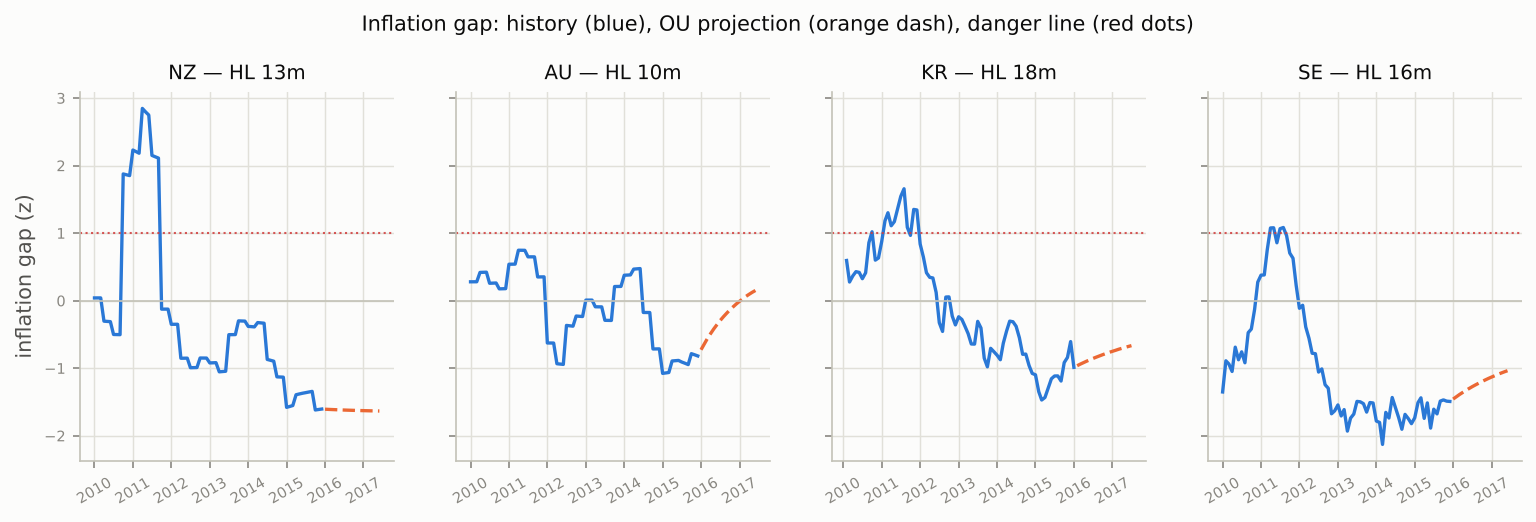 Inflation gap: history (blue), OU projection (orange dash), danger line (red dots)
NZ — HL 13m
AU — HL 10m
KR — HL 18m
SE — HL 16m
inflation gap (z)
3
2
1
0
−1
−2
2010 2011 2012 2013 2014 2015 2016 2017
2010 2011 2012 2013 2014 2015 2016 2017
2010 2011 2012 2013 2014 2015 2016 2017
2010 2011 2012 2013 2014 2015 2016 2017